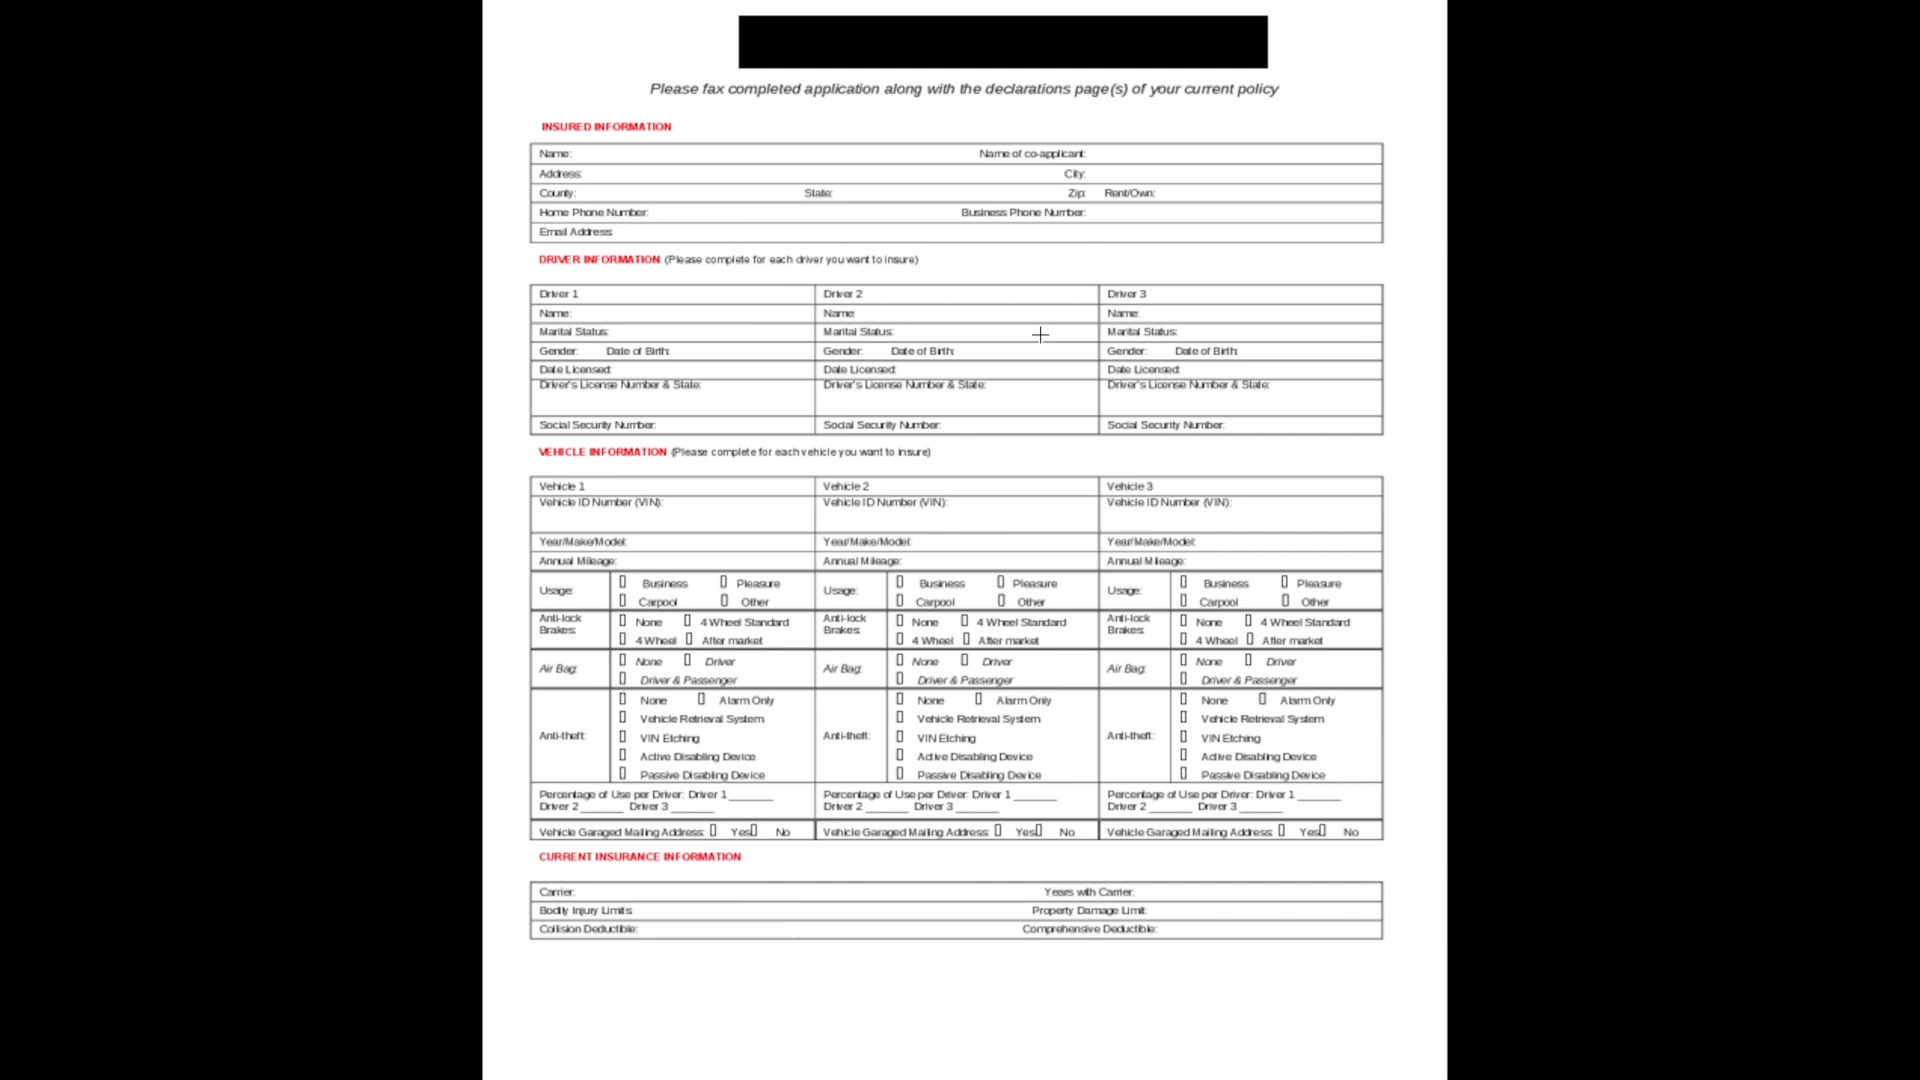 Please fax completed application along with the declarations page(s) of your current policy
INSURED INFORMATION
Name: Name of co-applicant:
Address: City:
County: State: Zip: Rent/Own:
Home Phone Number: Business Phone Number:
Email Address:
DRIVER INFORMATION (Please complete for each driver you want to insure)
Driver 1 Driver 2 Driver 3
Name: Name: Name:
Marital Status: Marital Status: Marital Status:
Gender: Date of Birth: Gender: Date of Birth: Gender: Date of Birth:
Date Licensed: Date Licensed: Date Licensed:
Driver's License Number & State: Driver's License Number & State: Driver's License Number & State:
Social Security Number: Social Security Number: Social Security Number:
VEHICLE INFORMATION (Please complete for each vehicle you want to insure)
Vehicle 1 Vehicle 2 Vehicle 3
Vehicle ID Number (VIN): Vehicle ID Number (VIN): Vehicle ID Number (VIN):
Year/Make/Model: Year/Make/Model: Year/Make/Model:
Annual Mileage: Annual Mileage: Annual Mileage:
Usage: Business Pleasure Usage: Business Pleasure Usage: Business Pleasure
Carpool Other Carpool Other Carpool Other
Anti-lock Brakes: None 4 Wheel Standard Anti-lock Brakes: None 4 Wheel Standard Anti-lock Brakes: None 4 Wheel Standard
4 Wheel After market 4 Wheel After market 4 Wheel After market
Air Bag: None Driver Air Bag: None Driver Air Bag: None Driver
Driver & Passenger Driver & Passenger Driver & Passenger
None Alarm Only None Alarm Only None Alarm Only
Vehicle Retrieval System Vehicle Retrieval System Vehicle Retrieval System
Anti-theft: VIN Etching Anti-theft: VIN Etching Anti-theft: VIN Etching
Active Disabling Device Active Disabling Device Active Disabling Device
Passive Disabling Device Passive Disabling Device Passive Disabling Device
Percentage of Use per Driver: Driver 1 _______ Percentage of Use per Driver: Driver 1 _______ Percentage of Use per Driver: Driver 1 _______
Driver 2 _______ Driver 3 _______ Driver 2 _______ Driver 3 _______ Driver 2 _______ Driver 3 _______
Vehicle Garaged Mailing Address: Yes No Vehicle Garaged Mailing Address: Yes No Vehicle Garaged Mailing Address: Yes No
CURRENT INSURANCE INFORMATION
Carrier: Years with Carrier:
Bodily Injury Limits: Property Damage Limit:
Collision Deductible: Comprehensive Deductible: